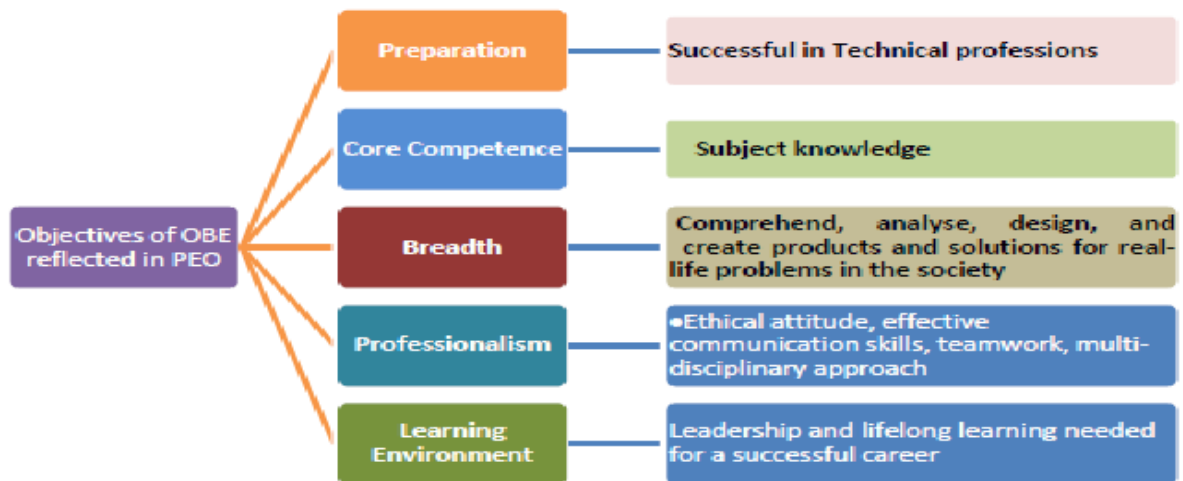 Objectives of OBE
reflected in PEO
Preparation
Successful in Technical professions
Core Competence
Subject knowledge
Breadth
Comprehend, analyse, design, and
create products and solutions for real-
life problems in the society
Professionalism
•Ethical attitude, effective
communication skills, teamwork, multi-
disciplinary approach
Learning
Environment
Leadership and lifelong learning needed
for a successful career